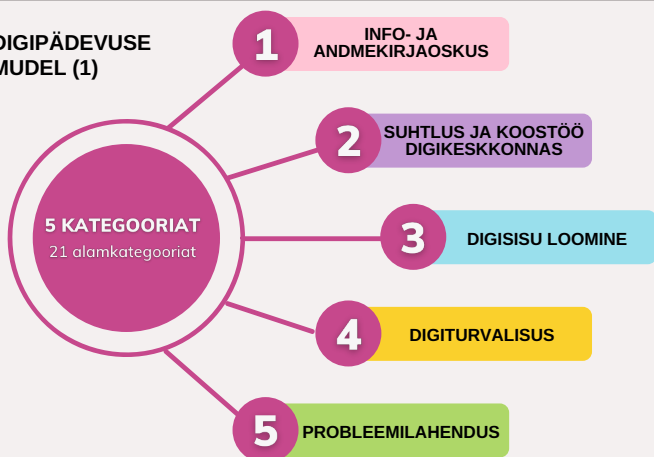 DIGIPÄDEVUSE
MUDEL (1)
5 KATEGOORIAT
21 alamkategooriat
1
INFO- JA
ANDMEKIRJAOSKUS
2
SUHTLUS JA KOOSTÖÖ
DIGIKESKKONNAS
3
DIGISISU LOOMINE
4
DIGITURVALISUS
5
PROBLEEMILAHENDUS